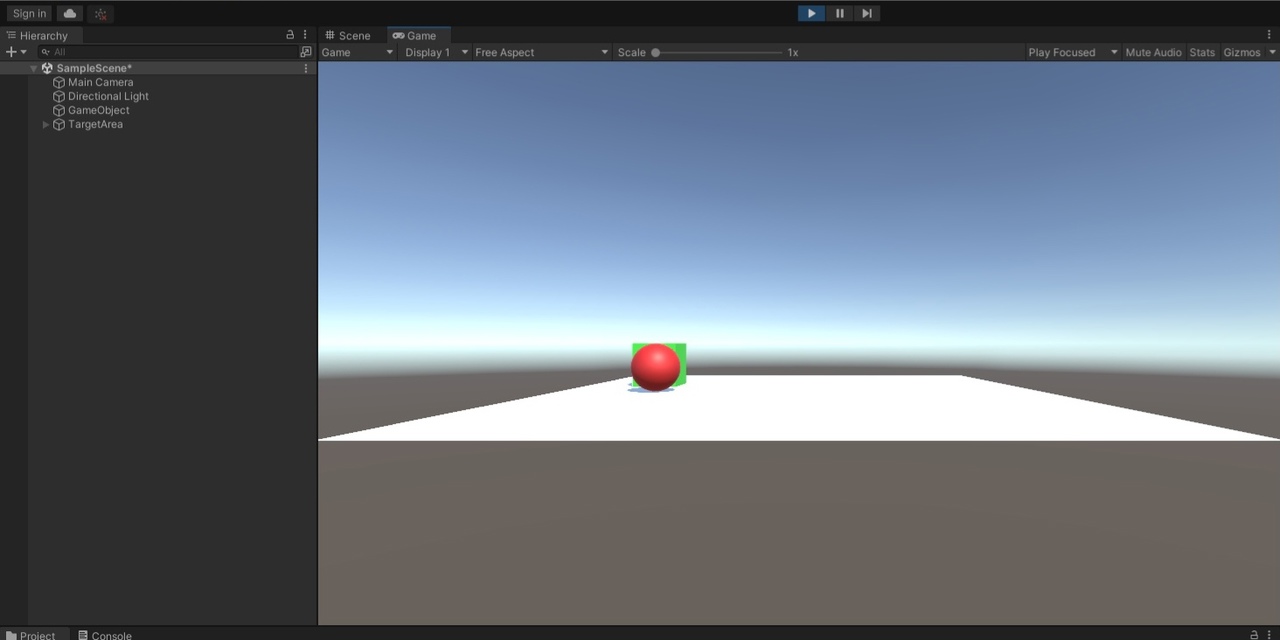 Sign in
Hierarchy
All
SampleScene*
Main Camera
Directional Light
GameObject
TargetArea
Scene Game
Game Display 1 Free Aspect Scale 1x Play Focused Mute Audio Stats Gizmos
Project Console